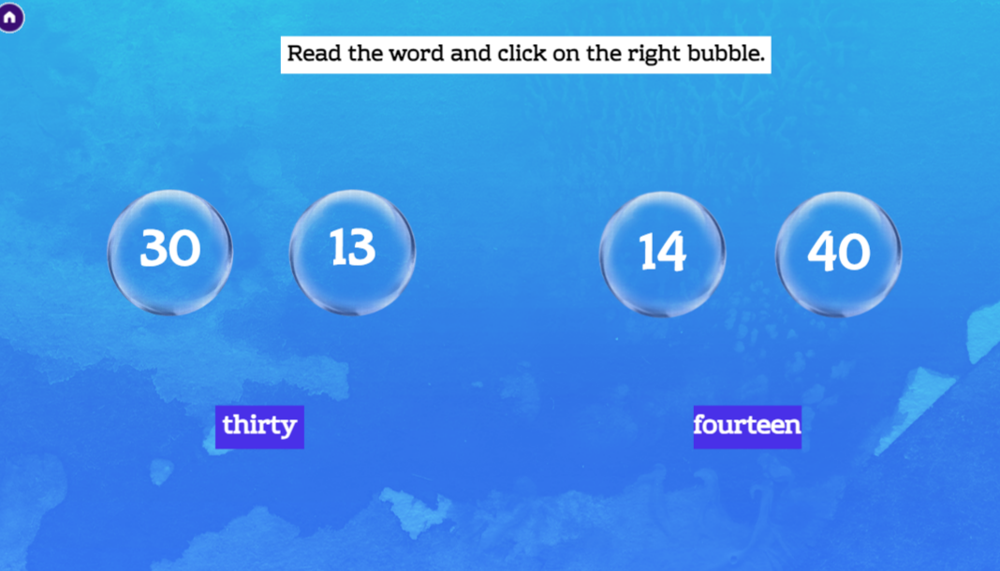 Read the word and click on the right bubble.
30 13 14 40
thirty fourteen